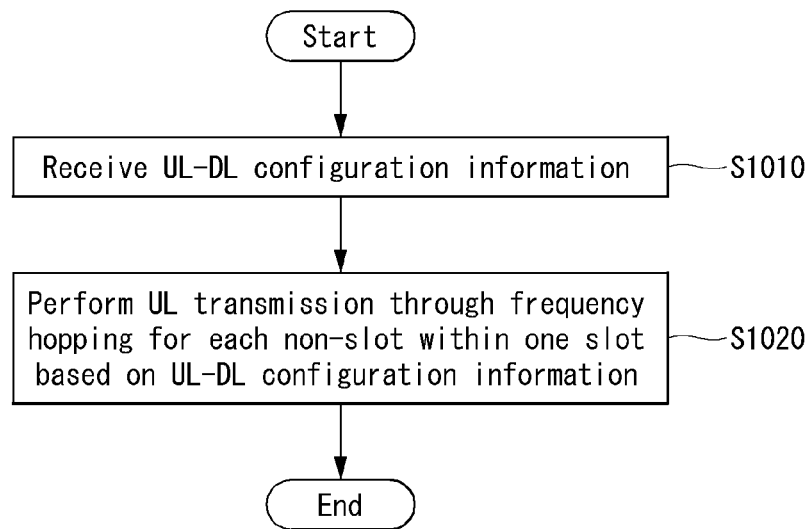 Start
Receive UL-DL configuration information
S1010
Perform UL transmission through frequency
hopping for each non-slot within one slot
based on UL-DL configuration information
S1020
End